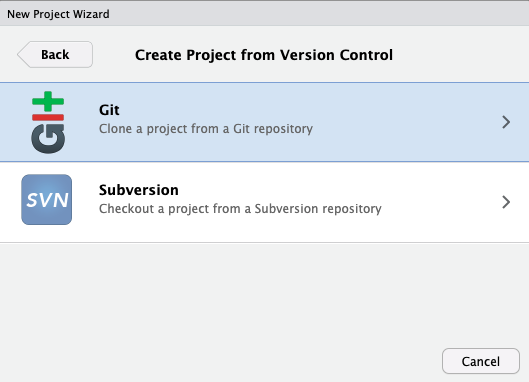 New Project Wizard
Back
Create Project from Version Control
git
Git
Clone a project from a Git repository
SVN
Subversion
Checkout a project from a Subversion repository
Cancel